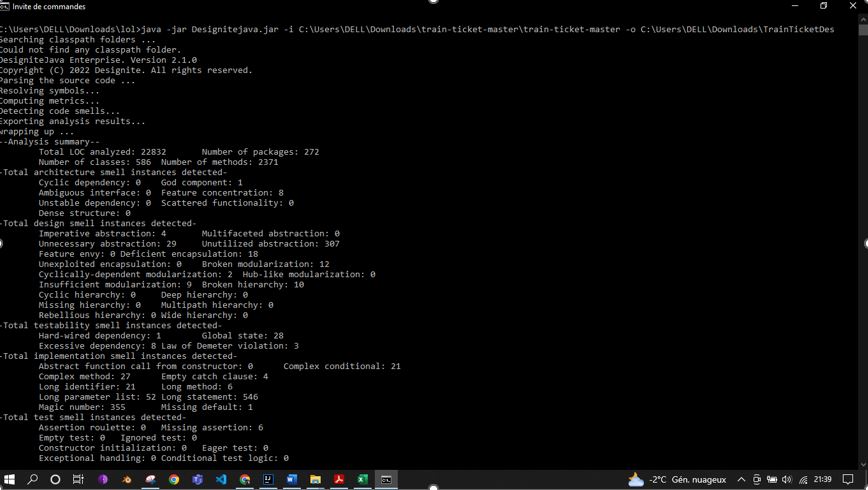 Invite de commandes
C:\Users\DELL\Downloads\lol>java -jar Designitejava.jar -i C:\Users\DELL\Downloads\train-ticket-master\train-ticket-master -o C:\Users\DELL\Downloads\TrainTicketDes
Searching classpath folders ...
Could not find any classpath folder.
DesigniteJava Enterprise. Version 2.1.0
Copyright (C) 2022 Designite. All rights reserved.
Parsing the source code ...
Resolving symbols...
Computing metrics...
Detecting code smells...
Exporting analysis results...
wrapping up ...
--Analysis summary--
Total LOC analyzed: 22832 Number of packages: 272
Number of classes: 586 Number of methods: 2371
-Total architecture smell instances detected-
Cyclic dependency: 0 God component: 1
Ambiguous interface: 0 Feature concentration: 8
Unstable dependency: 0 Scattered functionality: 0
Dense structure: 0
-Total design smell instances detected-
Imperative abstraction: 4 Multifaceted abstraction: 0
Unnecessary abstraction: 29 Unutilized abstraction: 307
Feature envy: 0 Deficient encapsulation: 18
Unexploited encapsulation: 0 Broken modularization: 12
Cyclically-dependent modularization: 2 Hub-like modularization: 0
Insufficient modularization: 9 Broken hierarchy: 10
Cyclic hierarchy: 0 Deep hierarchy: 0
Missing hierarchy: 0 Multipath hierarchy: 0
Rebellious hierarchy: 0 Wide hierarchy: 0
-Total testability smell instances detected-
Hard-wired dependency: 1 Global state: 28
Excessive dependency: 8 Law of Demeter violation: 3
-Total implementation smell instances detected-
Abstract function call from constructor: 0 Complex conditional: 21
Complex method: 27 Empty catch clause: 4
Long identifier: 21 Long method: 6
Long parameter list: 52 Long statement: 546
Magic number: 355 Missing default: 1
-Total test smell instances detected-
Assertion roulette: 0 Missing assertion: 6
Empty test: 0 Ignored test: 0
Constructor initialization: 0 Eager test: 0
Exceptional handling: 0 Conditional test logic: 0
-2°C Gén. nuageux 21:39